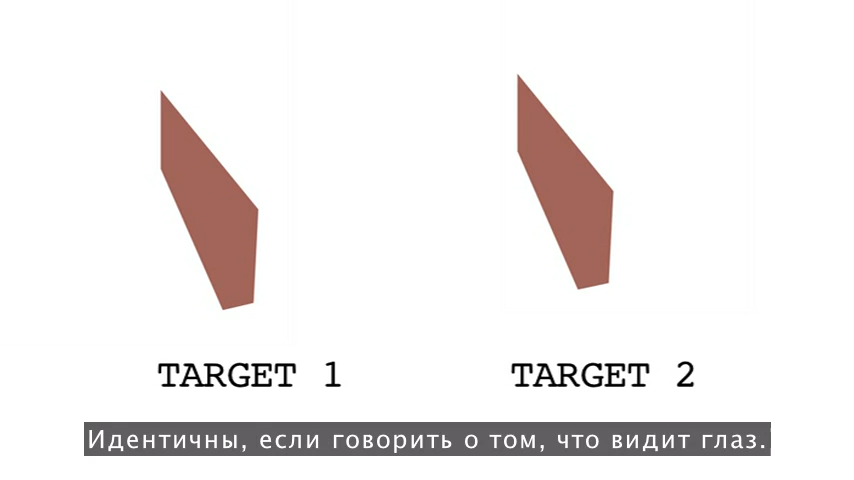 TARGET 1
TARGET 2
Идентичны, если говорить о том, что видит глаз.